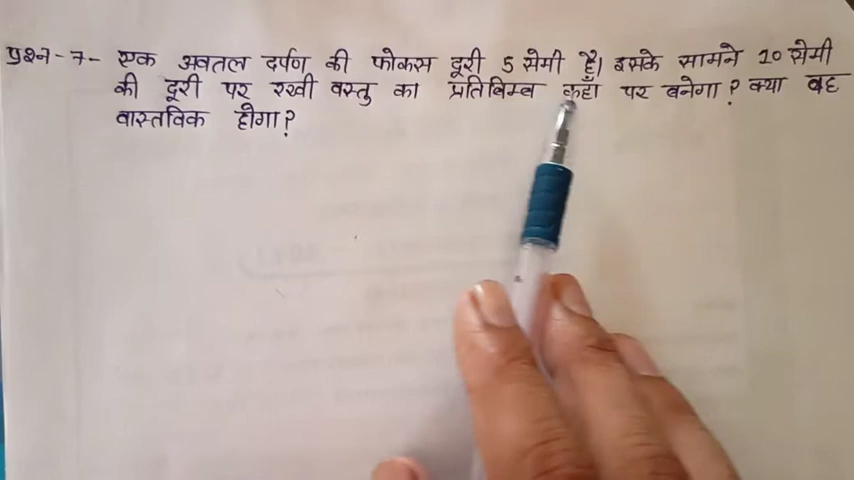 प्रश्न-7- एक अवतल दर्पण की फोकस दूरी 5 सेमी है। इसके सामने 10 सेमी
की दूरी पर रखी वस्तु का प्रतिबिम्ब कहाँ पर बनेगा? क्या वह
वास्तविक होगा?